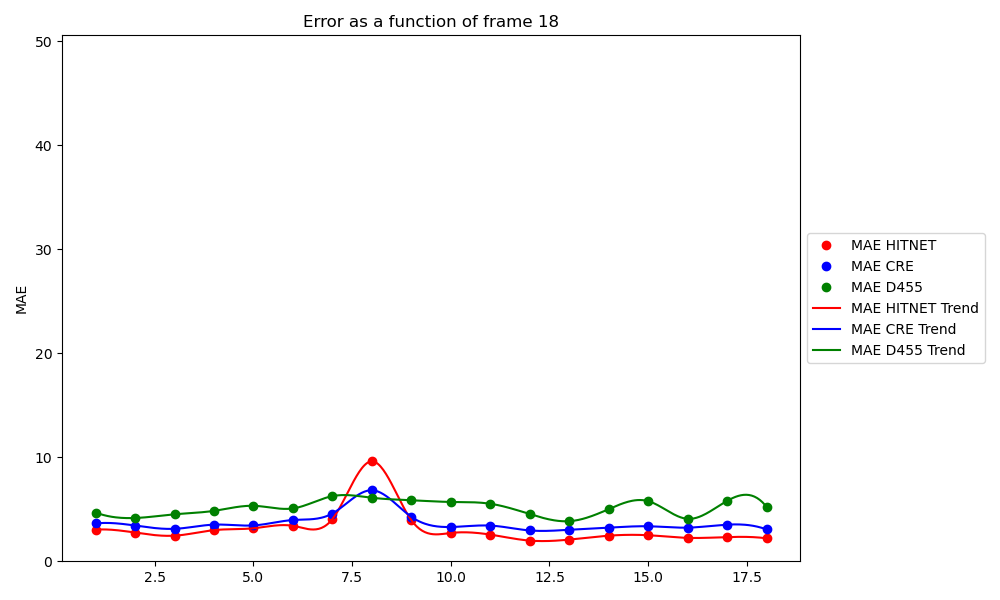 Error as a function of frame 18
MAE
50
40
30
20
10
0
2.5
5.0
7.5
10.0
12.5
15.0
17.5
MAE HITNET
MAE CRE
MAE D455
MAE HITNET Trend
MAE CRE Trend
MAE D455 Trend